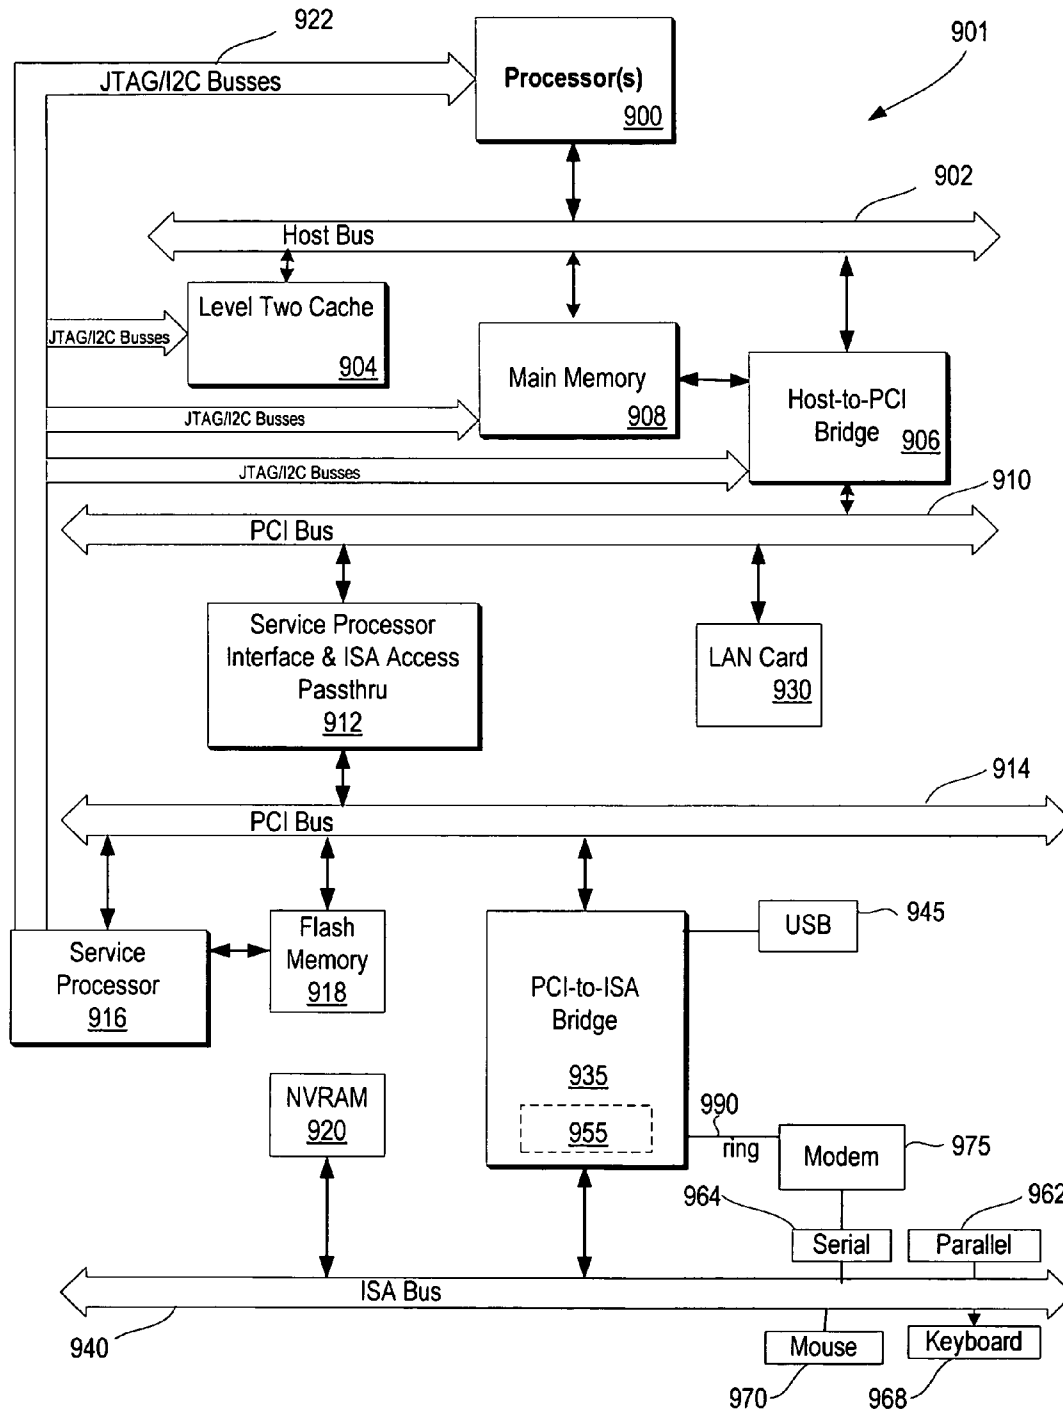 922
901
JTAG/I2C Busses
Processor(s)
900
902
Host Bus
Level Two Cache
904
JTAG/I2C Busses
Main Memory
908
Host-to-PCI
Bridge
906
JTAG/I2C Busses
JTAG/I2C Busses
910
PCI Bus
Service Processor
Interface & ISA Access
Passthru
912
LAN Card
930
914
PCI Bus
Service
Processor
916
Flash
Memory
918
PCI-to-ISA
Bridge
935
955
USB
945
NVRAM
920
990
ring
Modem
975
964
962
Serial
Parallel
ISA Bus
940
Mouse
Keyboard
970
968